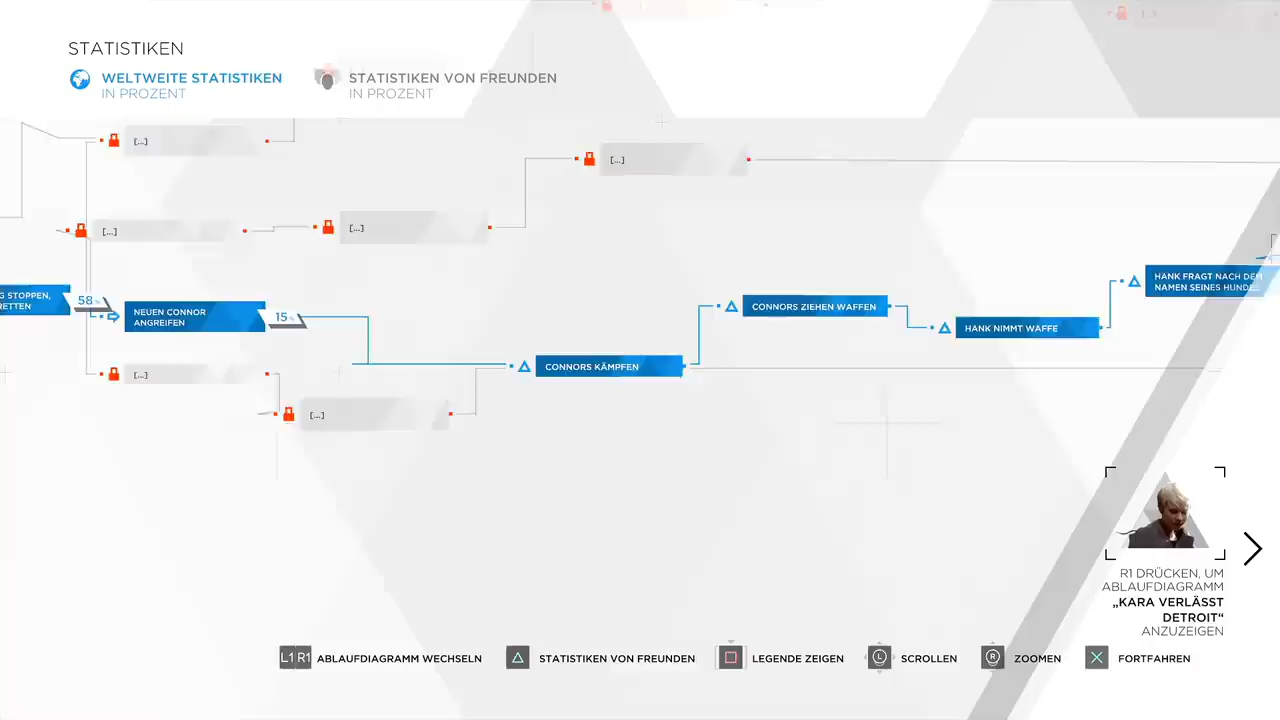 STATISTIKEN
WELTWEITE STATISTIKEN
IN PROZENT
STATISTIKEN VON FREUNDEN
IN PROZENT
[...]
[...]
[...]
[...]
HANK FRAGT NACH DEM
NAMEN SEINES HUNDES
G STOPPEN,
RETTEN
58%
NEUEN CONNOR
ANGREIFEN
15%
CONNORS ZIEHEN WAFFEN
HANK NIMMT WAFFE
CONNORS KÄMPFEN
[...]
[...]
R1 DRÜCKEN, UM
ABLAUFDIAGRAMM
„KARA VERLÄSST
DETROIT“
ANZUZEIGEN
L1 R1 ABLAUFDIAGRAMM WECHSELN
STATISTIKEN VON FREUNDEN
LEGENDE ZEIGEN
L SCROLLEN
R ZOOMEN
FORTFAHREN